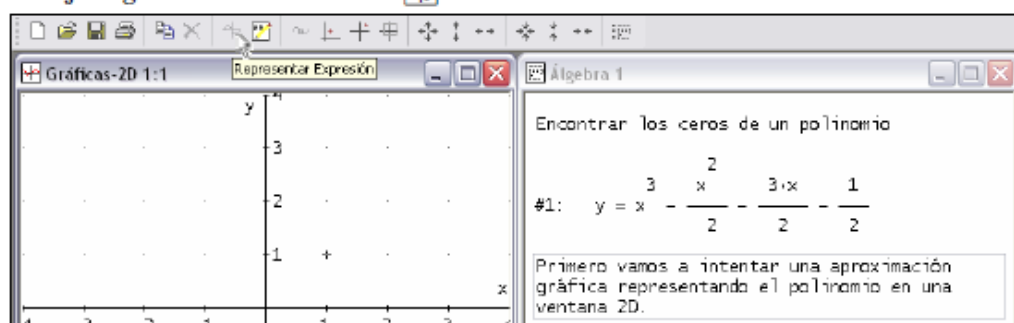 Representar Expresión
Gráficas-2D 1:1
y
4
3
2
1
x
Álgebra 1
Encontrar los ceros de un polinomio
#1: y = x^3 - x^2/2 - 3·x/2 - 1/2
Primero vamos a intentar una aproximación
gráfica representando el polinomio en una
ventana 2D.